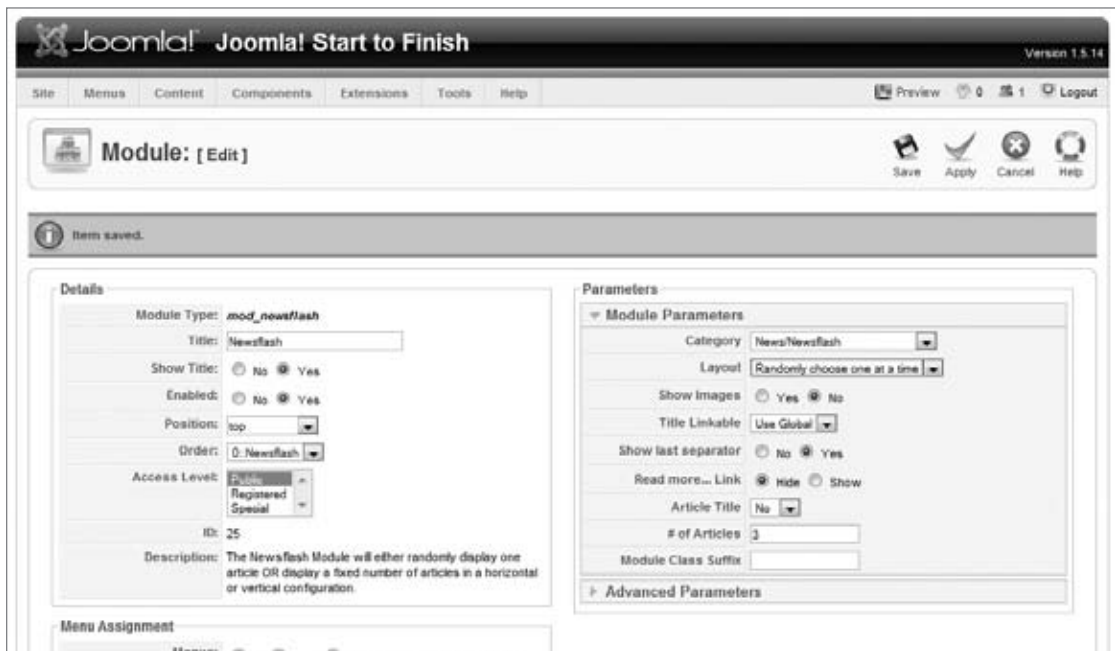 Joomla! Joomla! Start to Finish
Version 1.5.14
Site Menus Content Components Extensions Tools Help
Preview 0 1 Logout
Module: [Edit]
Save Apply Cancel Help
Item saved.
Details
Module Type: mod_newsflash
Title: Newsflash
Show Title: No Yes
Enabled: No Yes
Position: top
Order: 0::Newsflash
Access Level: Public
Registered
Special
ID: 25
Description: The Newsflash Module will either randomly display one
article OR display a fixed number of articles in a horizontal
or vertical configuration.
Menu Assignment
Parameters
Module Parameters
Category News/Newsflash
Layout Randomly choose one at a time
Show Images Yes No
Title Linkable Use Global
Show last separator No Yes
Read more... Link Hide Show
Article Title No
# of Articles 3
Module Class Suffix
Advanced Parameters